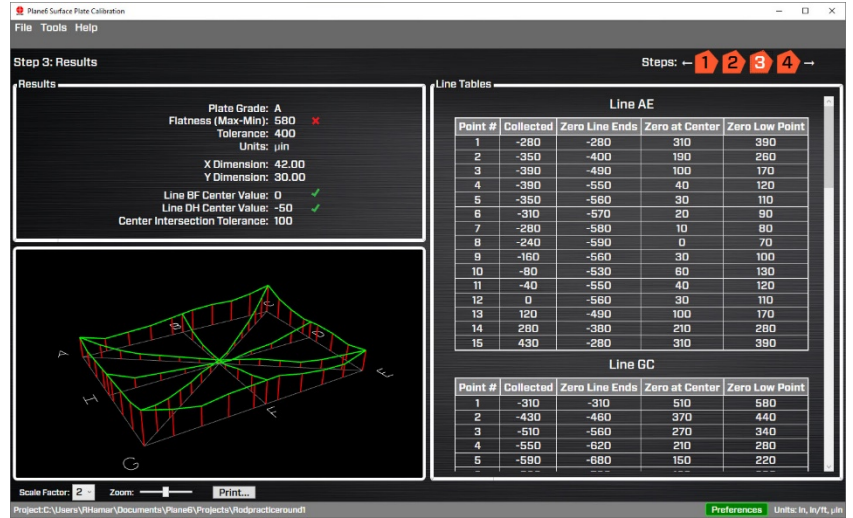 Plane6 Surface Plate Calibration
File Tools Help
Step 3: Results
Steps: ← 1 2 3 4 →
Results
Plate Grade: A
Flatness (Max-Min): 580
Tolerance: 400
Units: µin
X Dimension: 42.00
Y Dimension: 30.00
Line BF Center Value: 0
Line DH Center Value: -50
Center Intersection Tolerance: 100
A
B
C
D
E
F
G
H
Scale Factor: 2 Zoom: Print...
Line Tables
Line AE
Point # Collected Zero Line Ends Zero at Center Zero Low Point
1 -280 -280 310 390
2 -350 -400 190 260
3 -390 -490 100 170
4 -390 -550 40 120
5 -350 -560 30 110
6 -310 -570 20 90
7 -280 -580 10 80
8 -240 -590 0 70
9 -160 -560 30 100
10 -80 -530 60 130
11 -40 -550 40 120
12 0 -560 30 110
13 120 -490 100 170
14 280 -380 210 280
15 430 -280 310 390
Line GC
Point # Collected Zero Line Ends Zero at Center Zero Low Point
1 -310 -310 510 580
2 -430 -460 370 440
3 -510 -560 270 340
4 -550 -620 210 280
5 -590 -680 150 220
Project:C:\Users\RHamar\Documents\Plane6\Projects\Rodpracticeround1
Preferences Units: in, in/ft, µin